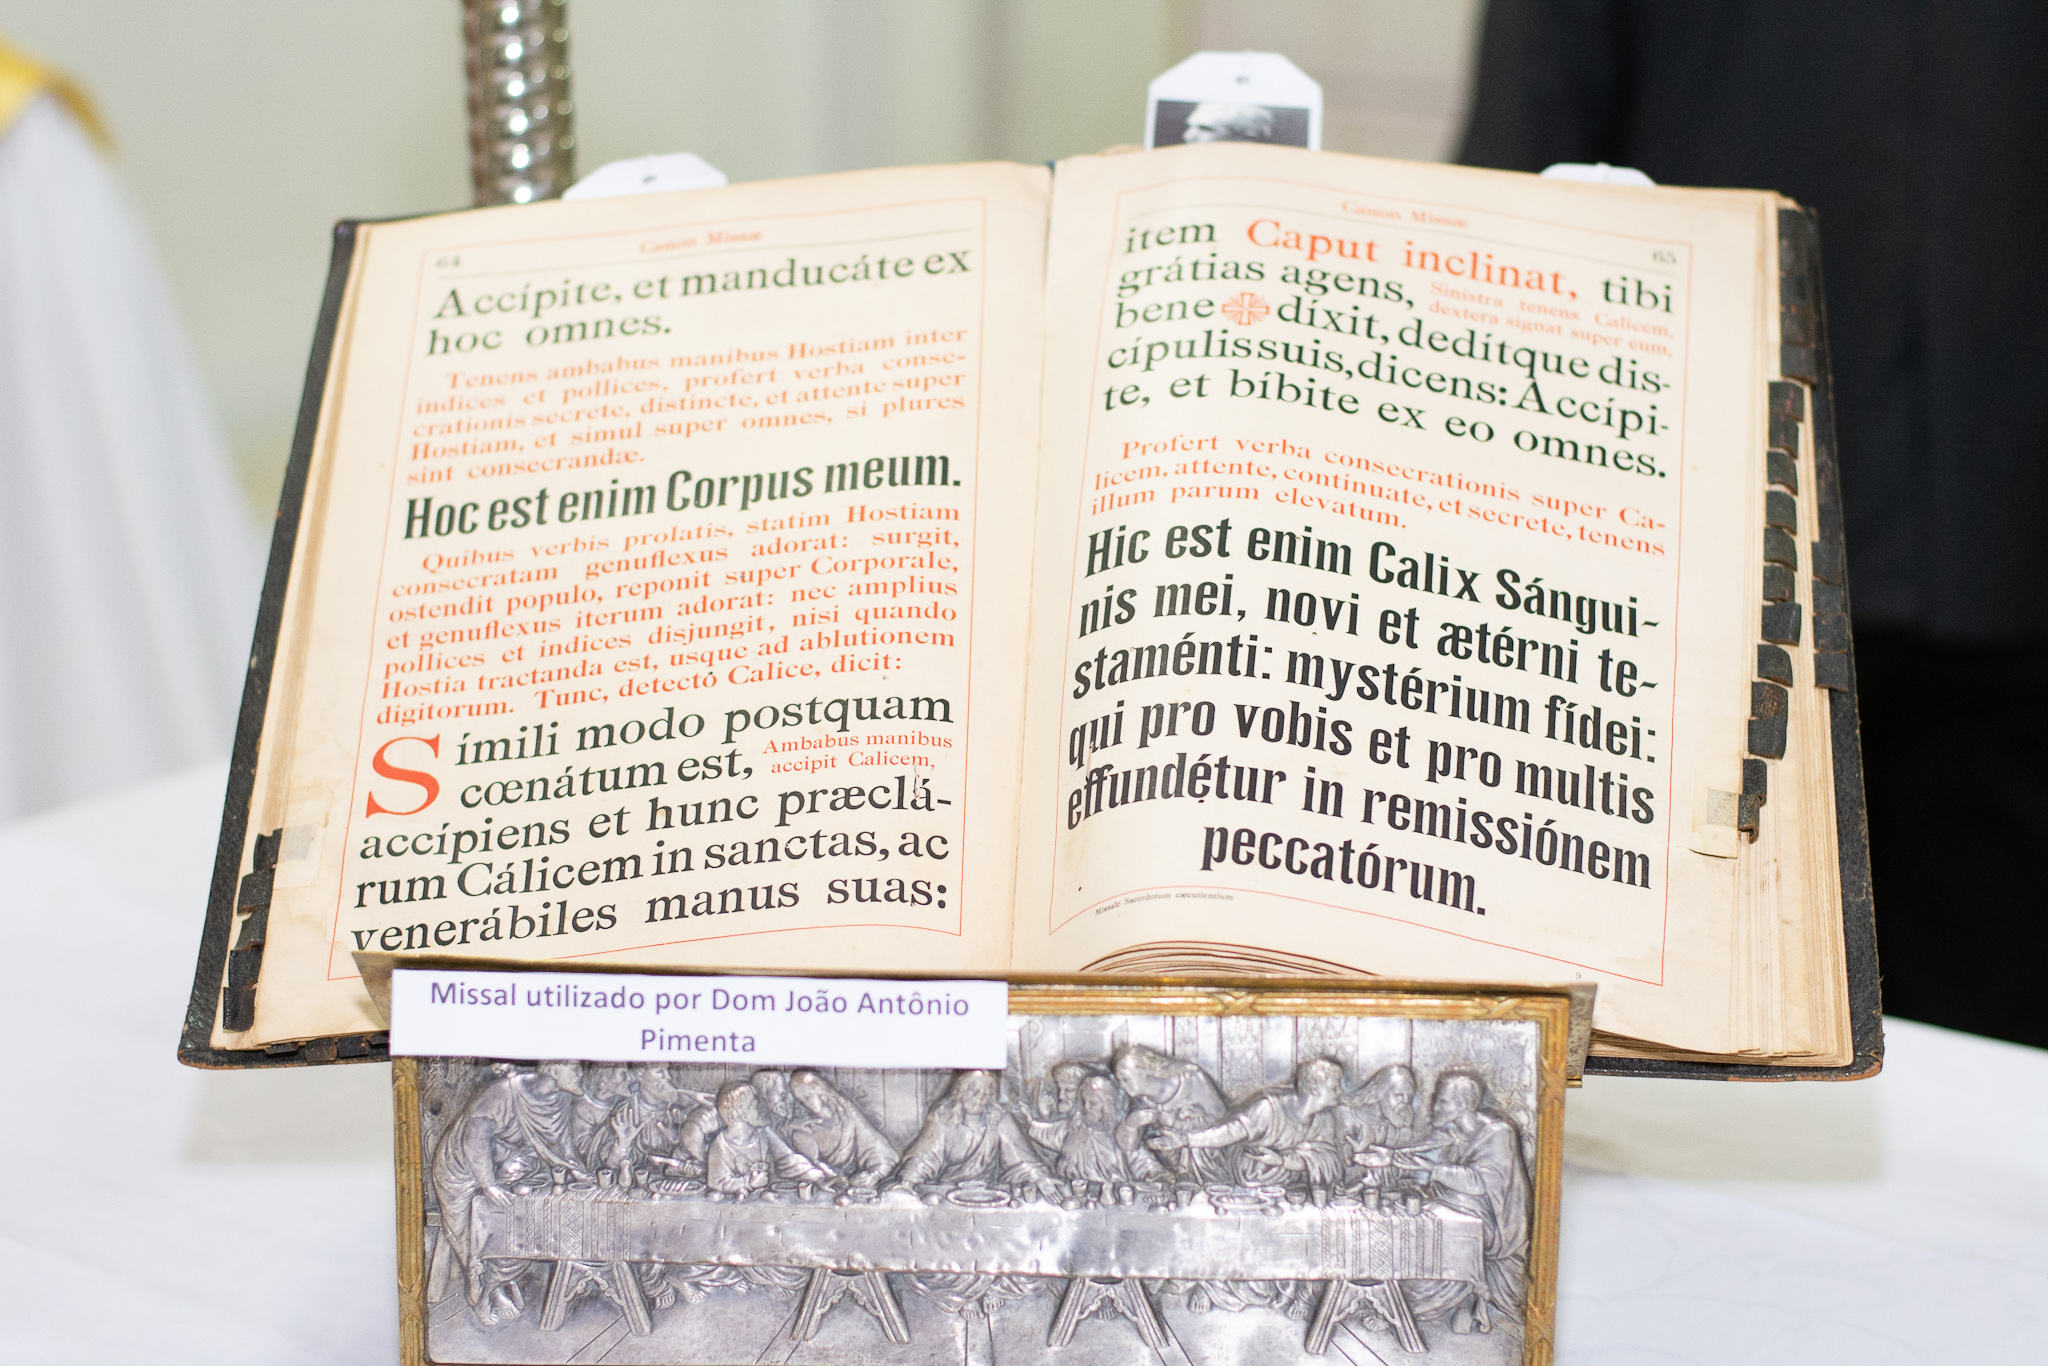 64
Canon Missæ
Accípite, et manducáte ex
hoc omnes.
Tenens ambabus manibus Hostiam inter
indices et pollices, profert verba conse-
crationis secrete, distincte, et attente super
Hostiam, et simul super omnes, si plures
sint consecrandæ.
Hoc est enim Corpus meum.
Quibus verbis prolatis, statim Hostiam
consecratam genuflexus adorat: surgit,
ostendit populo, reponit super Corporale,
et genuflexus iterum adorat: nec amplius
pollices et indices disjungit, nisi quando
Hostia tractanda est, usque ad ablutionem
digitorum. Tunc, detecto Calice, dicit:
Símili modo postquam
cœnátum est, Ambabus manibus
accipit Calicem,
accípiens et hunc præclá-
rum Cálicem in sanctas, ac
venerábiles manus suas:
Canon Missæ
65
item Caput inclinat, tibi
grátias agens, Sinistra tenens Calicem,
dextera signat super eum,
bene díxit, dedítque dis-
cípulis suis, dicens: Accípi-
te, et bíbite ex eo omnes.
Profert verba consecrationis super Ca-
licem, attente, continuate, et secrete, tenens
illum parum elevatum.
Hic est enim Calix Sángui-
nis mei, novi et ætérni te-
staménti: mystérium fídei:
qui pro vobis et pro multis
effundétur in remissiónem
peccatórum.
Missale Sacerdotum cæcutientium
9
Missal utilizado por Dom João Antônio
Pimenta